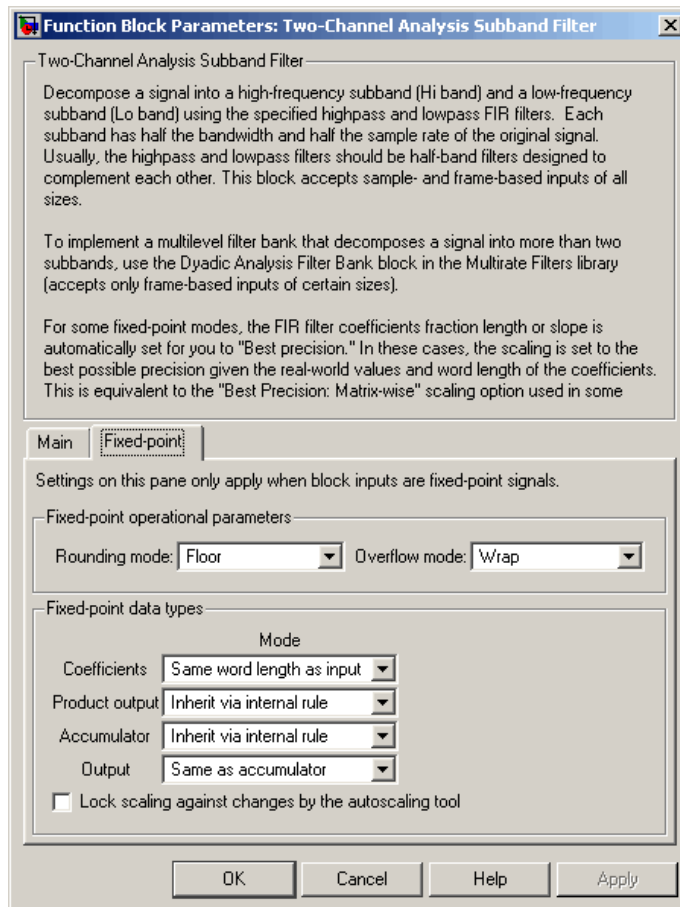 Function Block Parameters: Two-Channel Analysis Subband Filter
Two-Channel Analysis Subband Filter
Decompose a signal into a high-frequency subband (Hi band) and a low-frequency
subband (Lo band) using the specified highpass and lowpass FIR filters.  Each
subband has half the bandwidth and half the sample rate of the original signal.
Usually, the highpass and lowpass filters should be half-band filters designed to
complement each other. This block accepts sample- and frame-based inputs of all
sizes.
To implement a multilevel filter bank that decomposes a signal into more than two
subbands, use the Dyadic Analysis Filter Bank block in the Multirate Filters library
(accepts only frame-based inputs of certain sizes).
For some fixed-point modes, the FIR filter coefficients fraction length or slope is
automatically set for you to "Best precision." In these cases, the scaling is set to the
best possible precision given the real-world values and word length of the coefficients.
This is equivalent to the "Best Precision: Matrix-wise" scaling option used in some
Main Fixed-point
Settings on this pane only apply when block inputs are fixed-point signals.
Fixed-point operational parameters
Rounding mode: Floor Overflow mode: Wrap
Fixed-point data types
Mode
Coefficients Same word length as input
Product output Inherit via internal rule
Accumulator Inherit via internal rule
Output Same as accumulator
Lock scaling against changes by the autoscaling tool
OK Cancel Help Apply